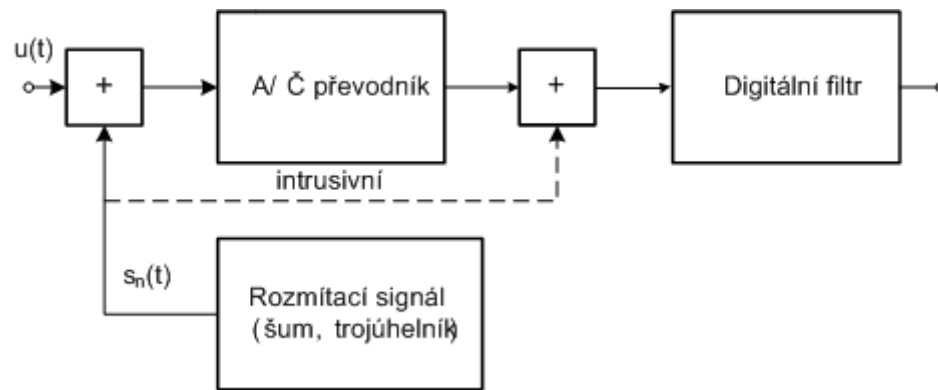 u(t)
+
A/ Č převodník
+
Digitální filtr
intrusivní
sₙ(t)
Rozmítací signál
(šum, trojúhelník)